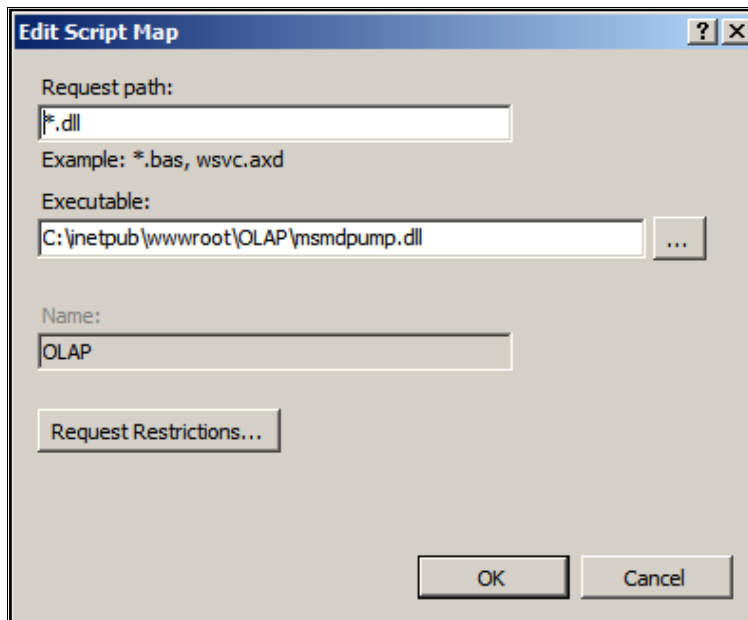 Edit Script Map
Request path:
*.dll
Example: *.bas, wsvc.axd
Executable:
C:\inetpub\wwwroot\OLAP\msmdpump.dll
...
Name:
OLAP
Request Restrictions...
OK
Cancel